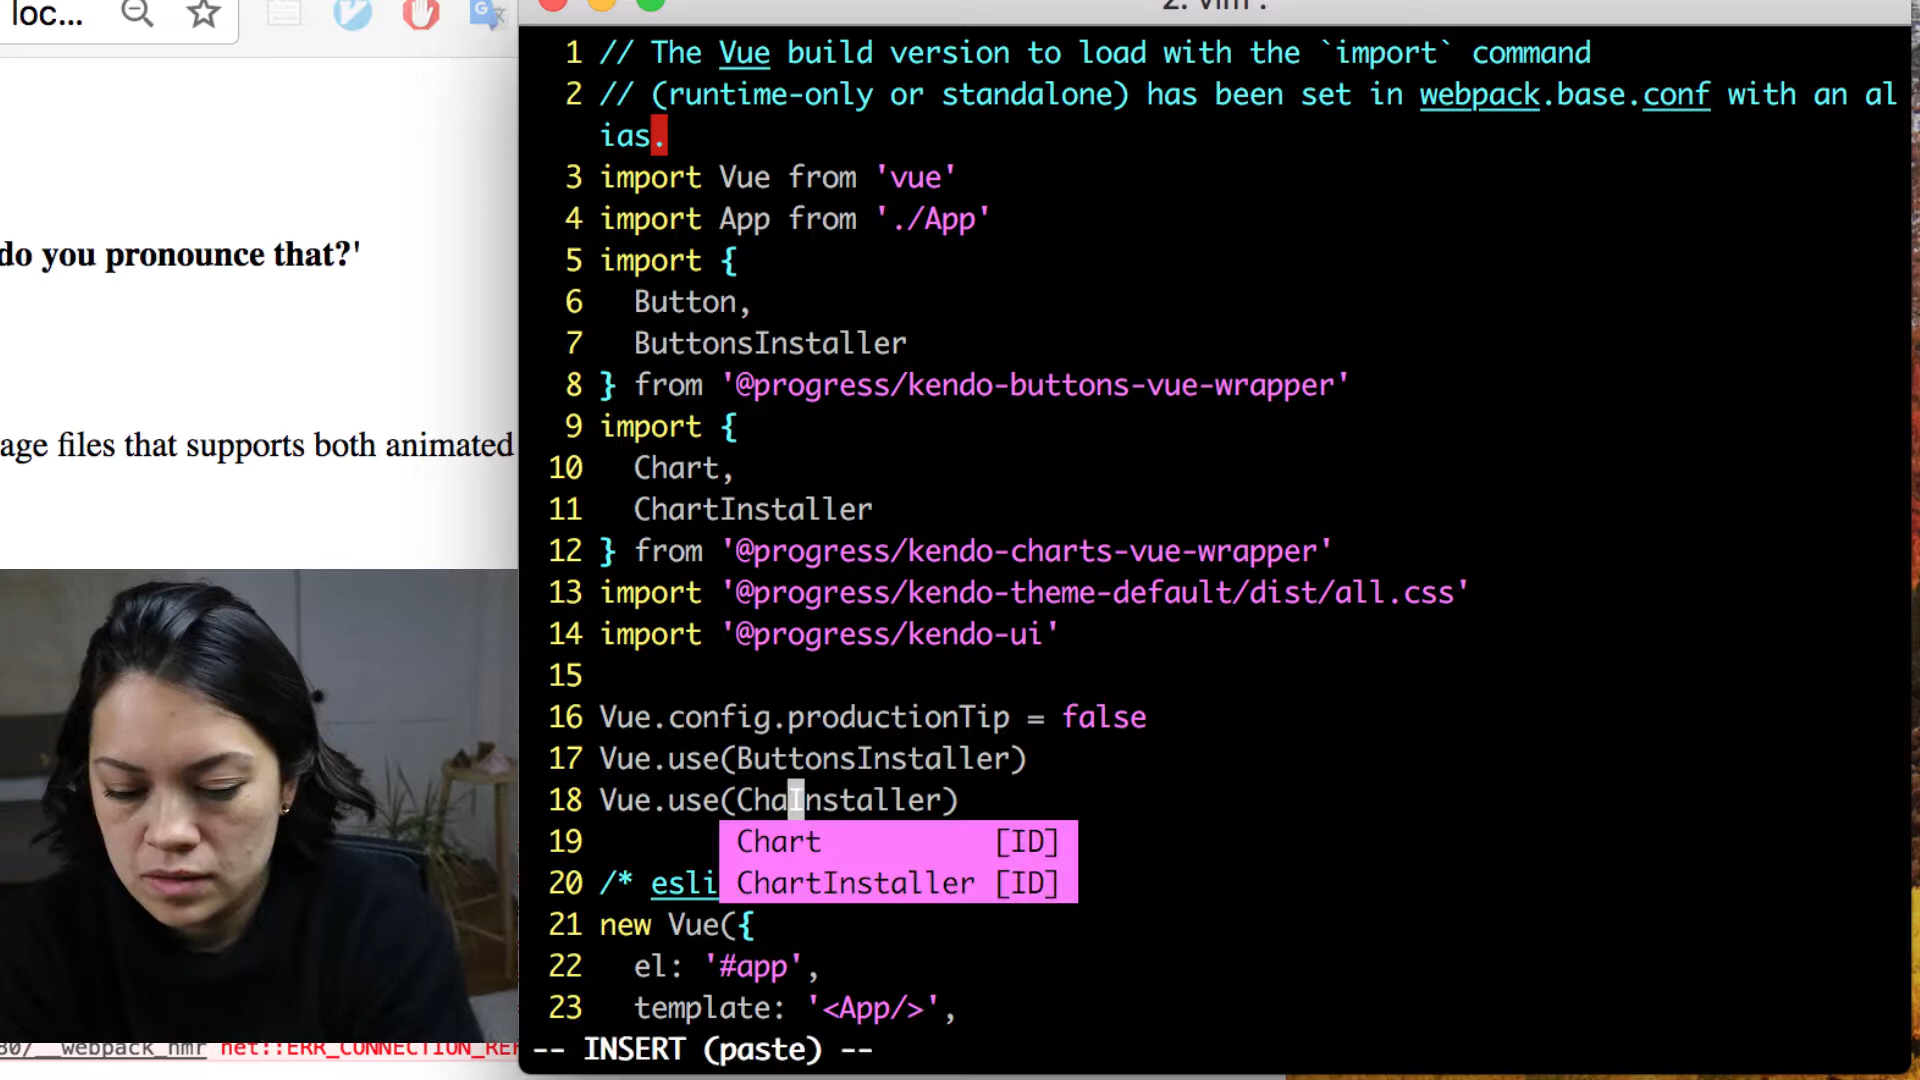 loc...
2. vim .
do you pronounce that?'
age files that supports both animated
1 // The Vue build version to load with the `import` command
2 // (runtime-only or standalone) has been set in webpack.base.conf with an al
ias.
3 import Vue from 'vue'
4 import App from './App'
5 import {
6 Button,
7 ButtonsInstaller
8 } from '@progress/kendo-buttons-vue-wrapper'
9 import {
10 Chart,
11 ChartInstaller
12 } from '@progress/kendo-charts-vue-wrapper'
13 import '@progress/kendo-theme-default/dist/all.css'
14 import '@progress/kendo-ui'
15
16 Vue.config.productionTip = false
17 Vue.use(ButtonsInstaller)
18 Vue.use(ChaInstaller)
19 Chart [ID]
20 /* esli ChartInstaller [ID]
21 new Vue({
22 el: '#app',
23 template: '<App/>',
-- INSERT (paste) --
80/__webpack_hmr net::ERR_CONNECTION_REF